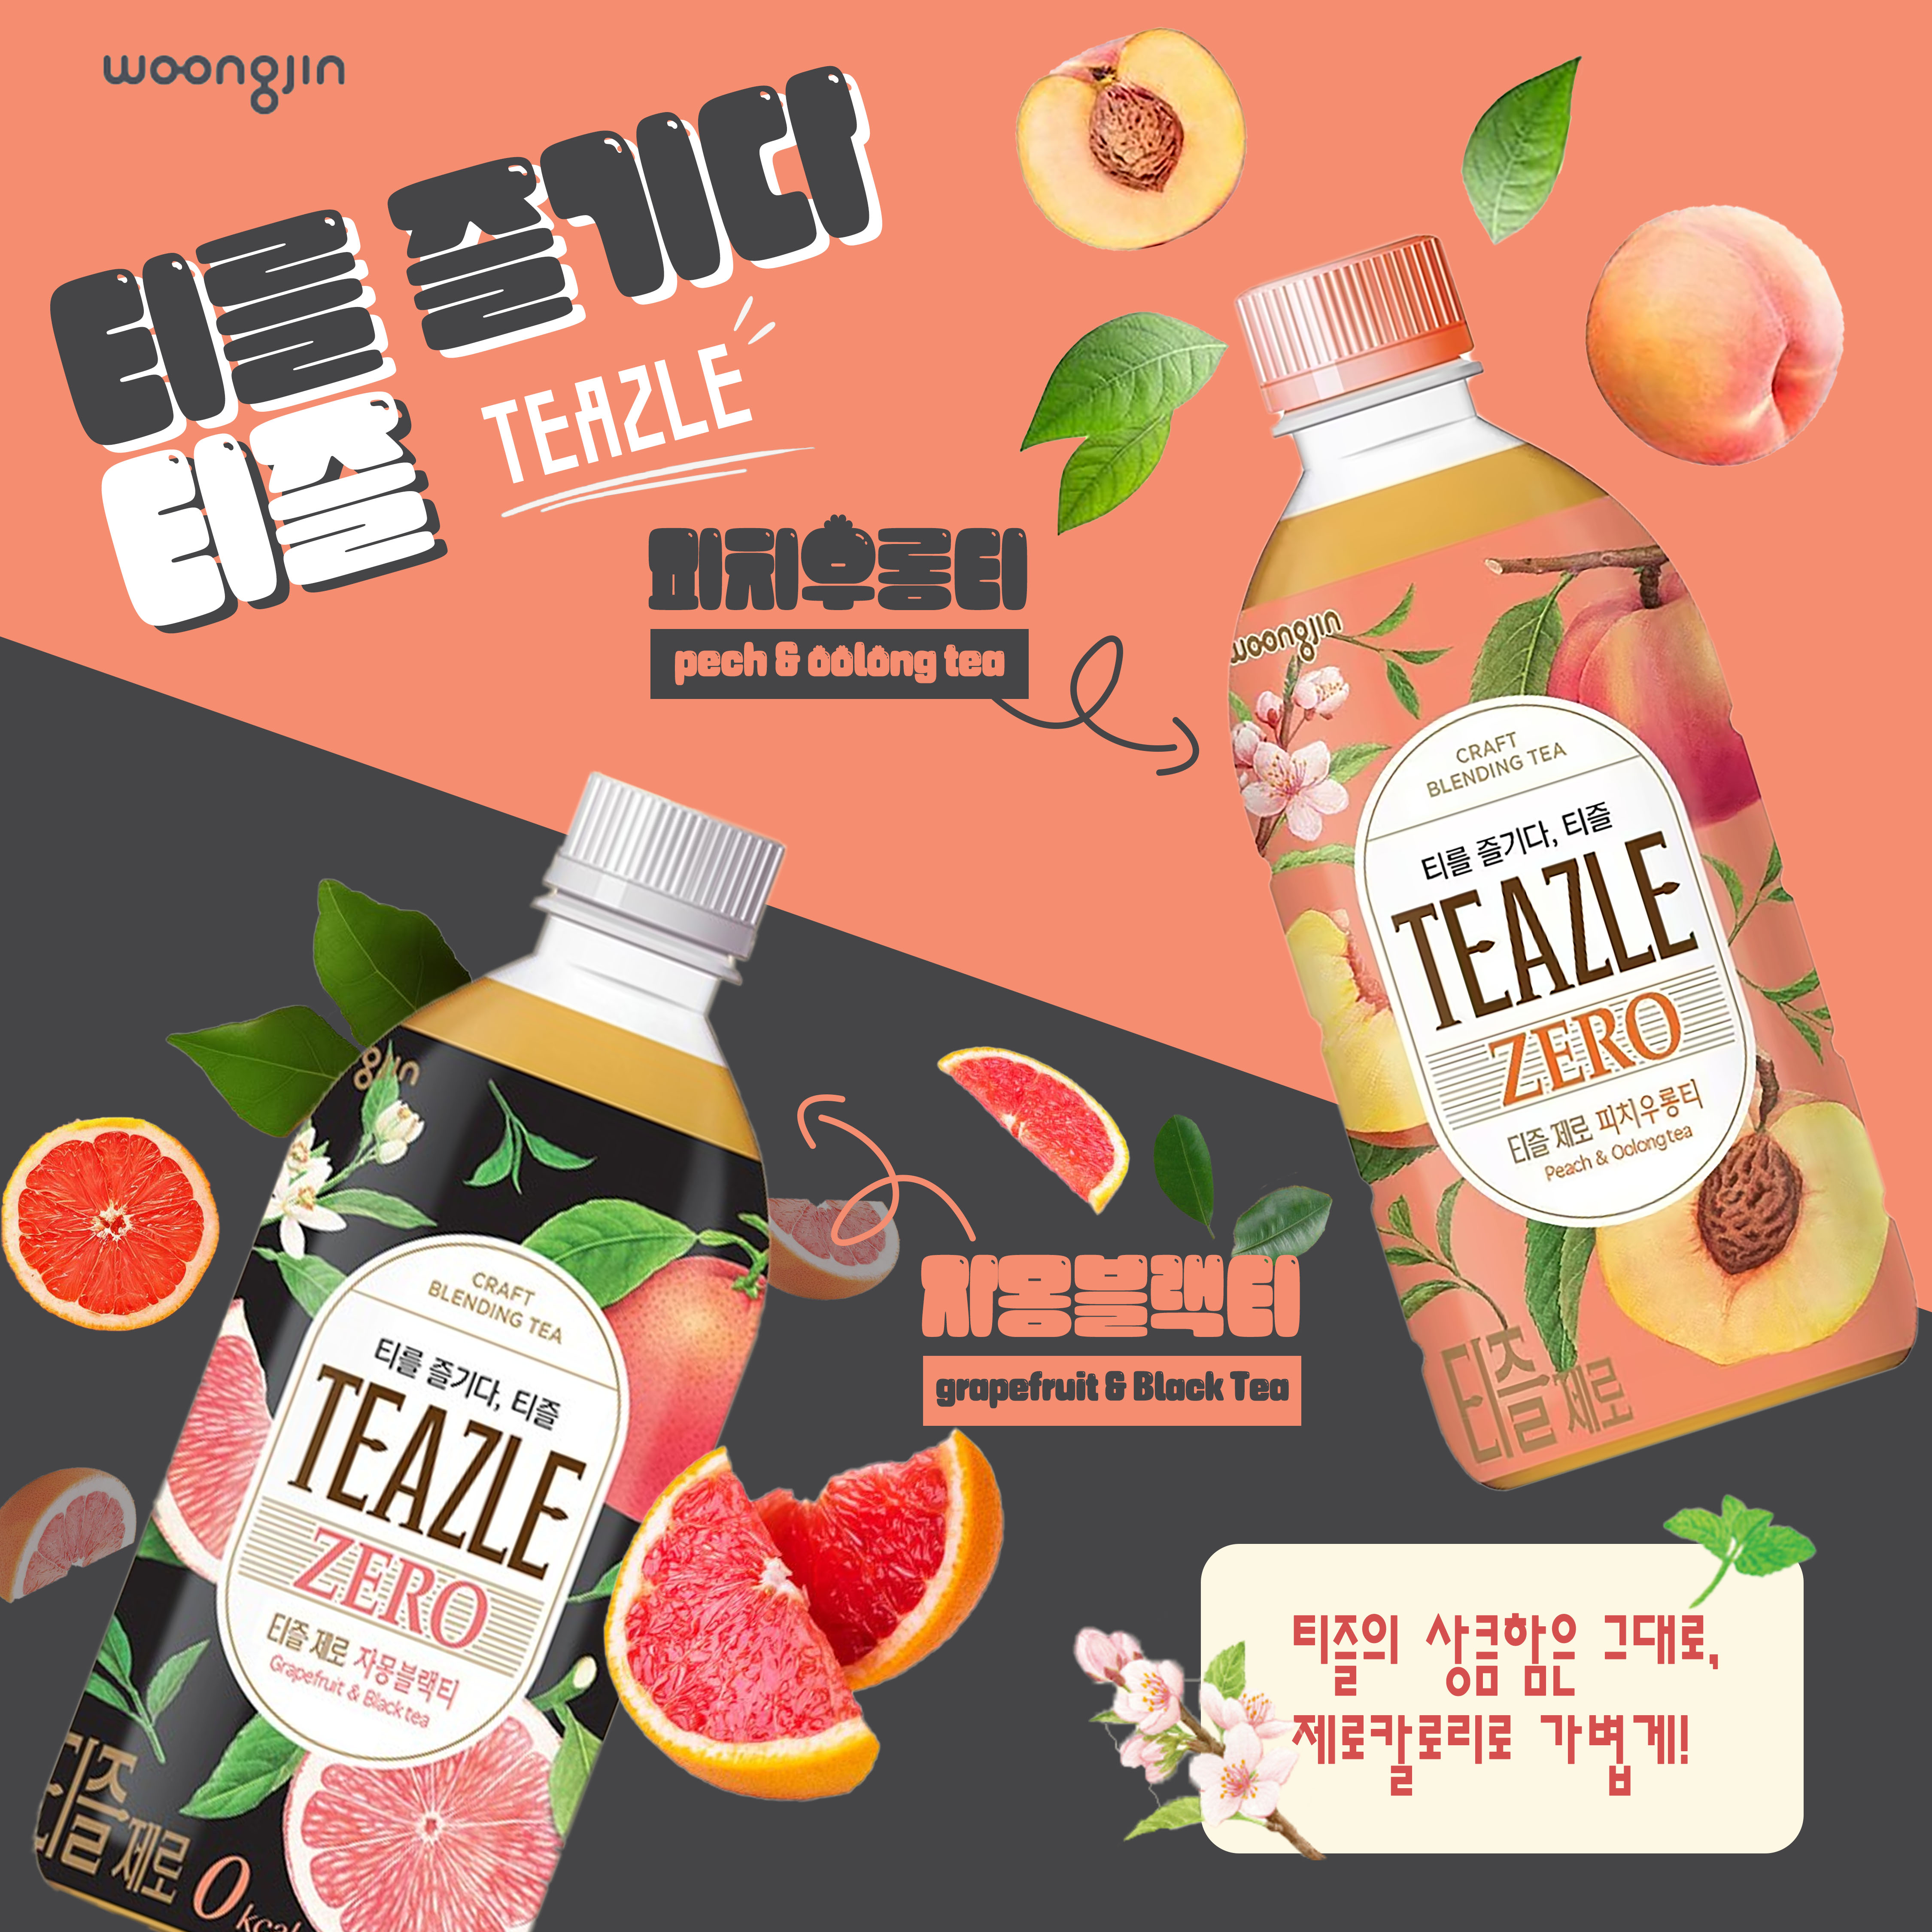 woongjin
티를 즐기다
티즐
TEAZLE
피치우롱티
pech & oolong tea
woongjin
CRAFT
BLENDING TEA
티를 즐기다, 티즐
TEAZLE
ZERO
티즐 제로 피치우롱티
Peach & Oolong tea
티즐 제로
자몽블랙티
grapefruit & Black Tea
gjin
CRAFT
BLENDING TEA
티를 즐기다, 티즐
TEAZLE
ZERO
티즐 제로 자몽블랙티
Grapefruit & Black tea
티즐 제로 0 kcal
티즐의 상큼함은 그대로,
제로칼로리로 가볍게!